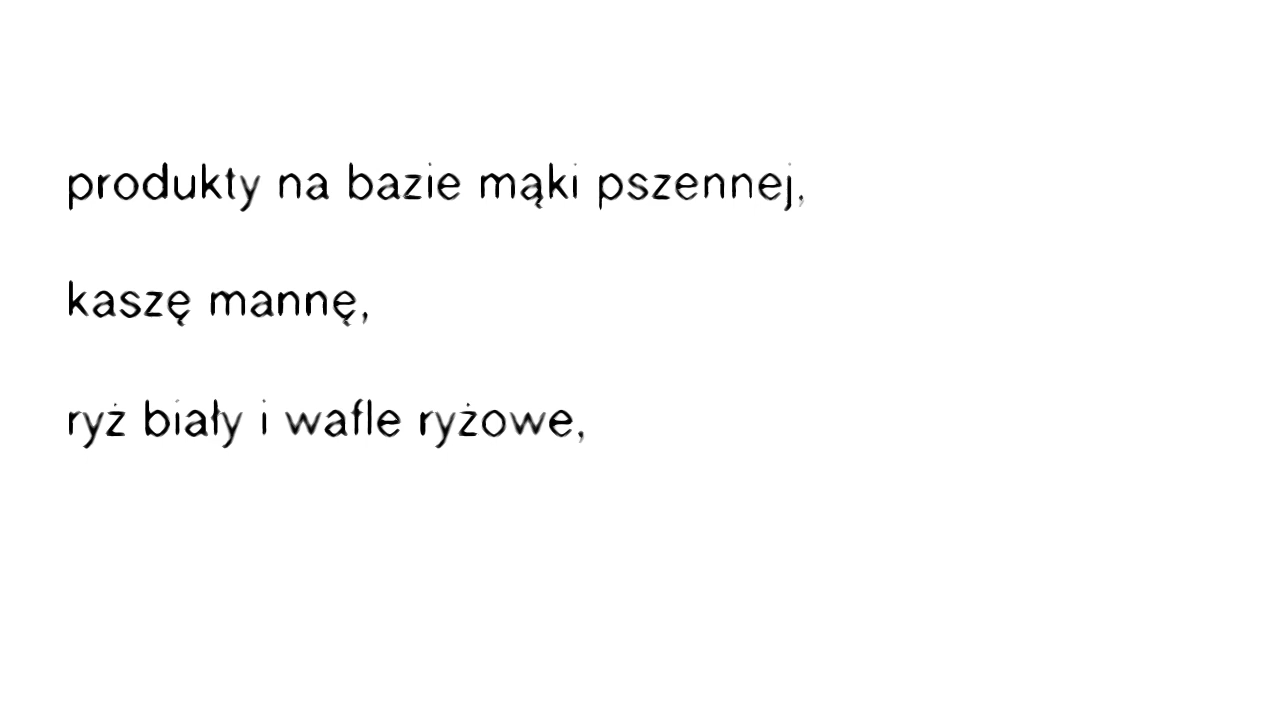 produkty na bazie mąki pszennej,
kaszę mannę,
ryż biały i wafle ryżowe,